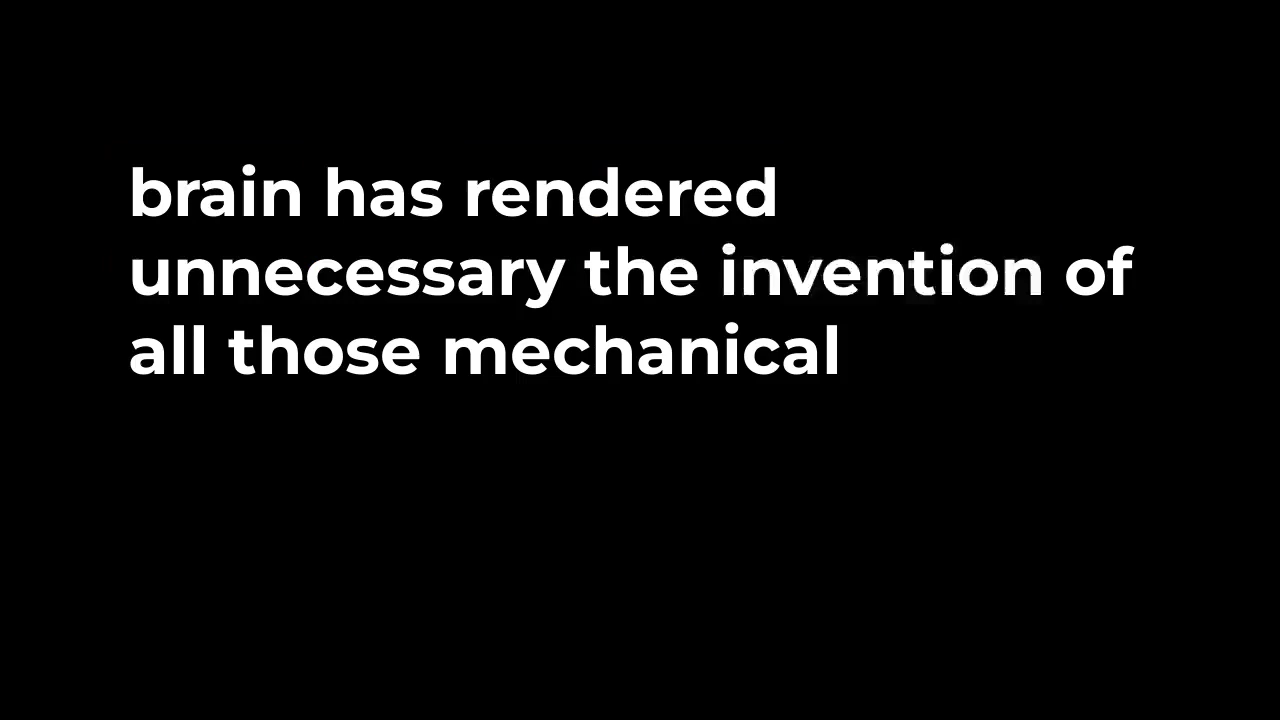 brain has rendered
unnecessary the invention of
all those mechanical